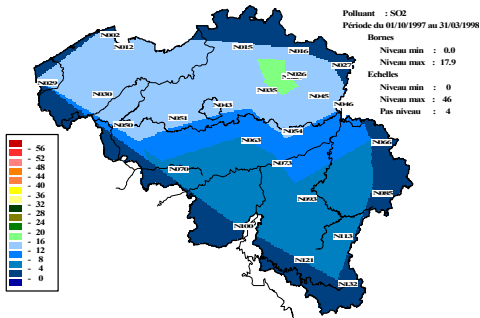 Polluant : SO2
Période du 01/10/1997 au 31/03/1998
Bornes
Niveau min : 0.0
Niveau max : 17.9
Echelles
Niveau min : 0
Niveau max : 46
Pas niveau : 4
N002
N012
N015
N016
N027
N029
N026
N035
N030
N045
N043
N046
N051
N050
N054
N063
N066
N073
N070
N085
N093
N100
N113
N121
N132
- 56
- 52
- 48
- 44
- 40
- 36
- 32
- 28
- 24
- 20
- 16
- 12
- 8
- 4
- 0